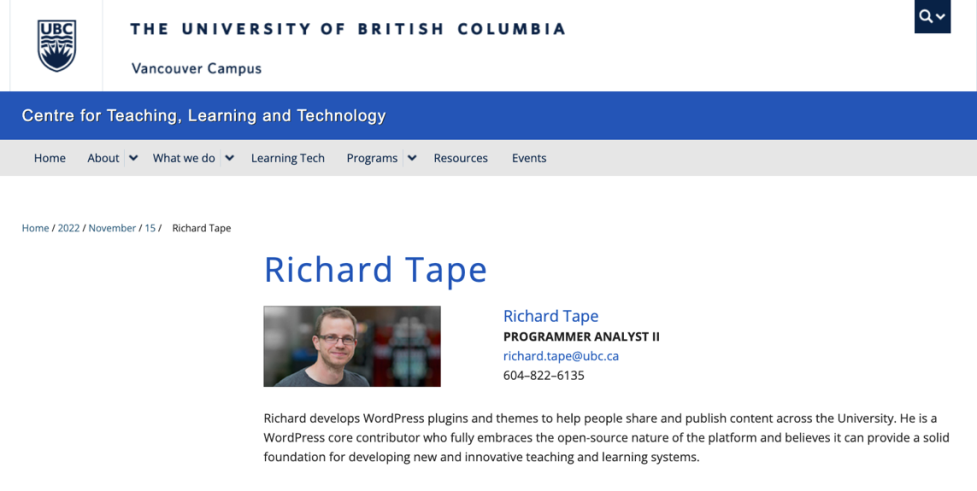 UBC
THE UNIVERSITY OF BRITISH COLUMBIA
Vancouver Campus
Centre for Teaching, Learning and Technology
Home About What we do Learning Tech Programs Resources Events
Home / 2022 / November / 15 / Richard Tape
Richard Tape
Richard Tape
PROGRAMMER ANALYST II
richard.tape@ubc.ca
604–822–6135
Richard develops WordPress plugins and themes to help people share and publish content across the University. He is a
WordPress core contributor who fully embraces the open-source nature of the platform and believes it can provide a solid
foundation for developing new and innovative teaching and learning systems.